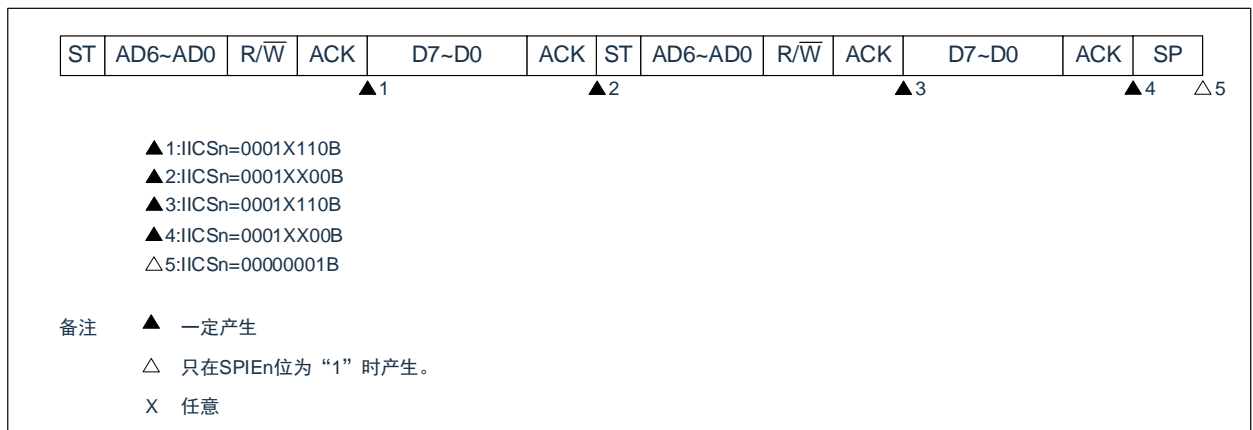 ST AD6~AD0 R/W̅ ACK D7~D0 ACK ST AD6~AD0 R/W̅ ACK D7~D0 ACK SP
▲1 ▲2 ▲3 ▲4 △5
▲1:IICSn=0001X110B
▲2:IICSn=0001XX00B
▲3:IICSn=0001X110B
▲4:IICSn=0001XX00B
△5:IICSn=00000001B
备注 ▲ 一定产生
△ 只在SPIEn位为“1”时产生。
X 任意